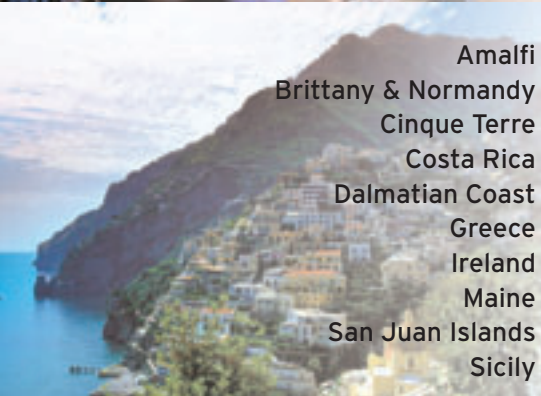 Amalfi
Brittany & Normandy
Cinque Terre
Costa Rica
Dalmatian Coast
Greece
Ireland
Maine
San Juan Islands
Sicily